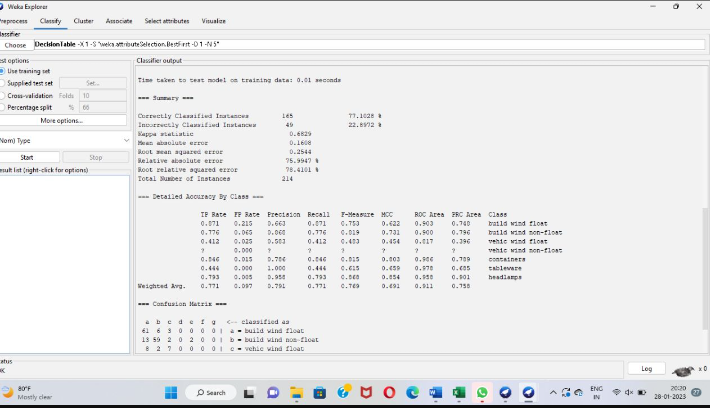 Weka Explorer
Preprocess Classify Cluster Associate Select attributes Visualize
Classifier
Choose DecisionTable -X 1 -S "weka.attributeSelection.BestFirst -D 1 -N 5"
Test options
Use training set
Supplied test set Set...
Cross-validation Folds 10
Percentage split % 66
More options...
(Nom) Type
Start Stop
Result list (right-click for options)
Classifier output
Time taken to test model on training data: 0.01 seconds
=== Summary ===
Correctly Classified Instances 165 77.1028 %
Incorrectly Classified Instances 49 22.8972 %
Kappa statistic 0.6829
Mean absolute error 0.1608
Root mean squared error 0.2544
Relative absolute error 75.9947 %
Root relative squared error 78.4101 %
Total Number of Instances 214
=== Detailed Accuracy By Class ===
TP Rate FP Rate Precision Recall F-Measure MCC ROC Area PRC Area Class
0.871 0.215 0.663 0.871 0.753 0.622 0.903 0.748 build wind float
0.776 0.065 0.868 0.776 0.819 0.731 0.900 0.796 build wind non-float
0.412 0.025 0.583 0.412 0.483 0.454 0.817 0.396 vehic wind float
? 0.000 ? ? ? ? ? ? vehic wind non-float
0.846 0.015 0.786 0.846 0.815 0.803 0.986 0.789 containers
0.444 0.000 1.000 0.444 0.615 0.659 0.978 0.685 tableware
0.793 0.005 0.958 0.793 0.868 0.854 0.958 0.901 headlamps
Weighted Avg. 0.771 0.097 0.791 0.771 0.769 0.691 0.911 0.758
=== Confusion Matrix ===
a b c d e f g <-- classified as
61 6 3 0 0 0 0 | a = build wind float
13 59 2 0 2 0 0 | b = build wind non-float
8 2 7 0 0 0 0 | c = vehic wind float
Status
OK
Log x 0
80°F
Mostly clear
Search
ENG
IN
20:20
28-01-2023
27